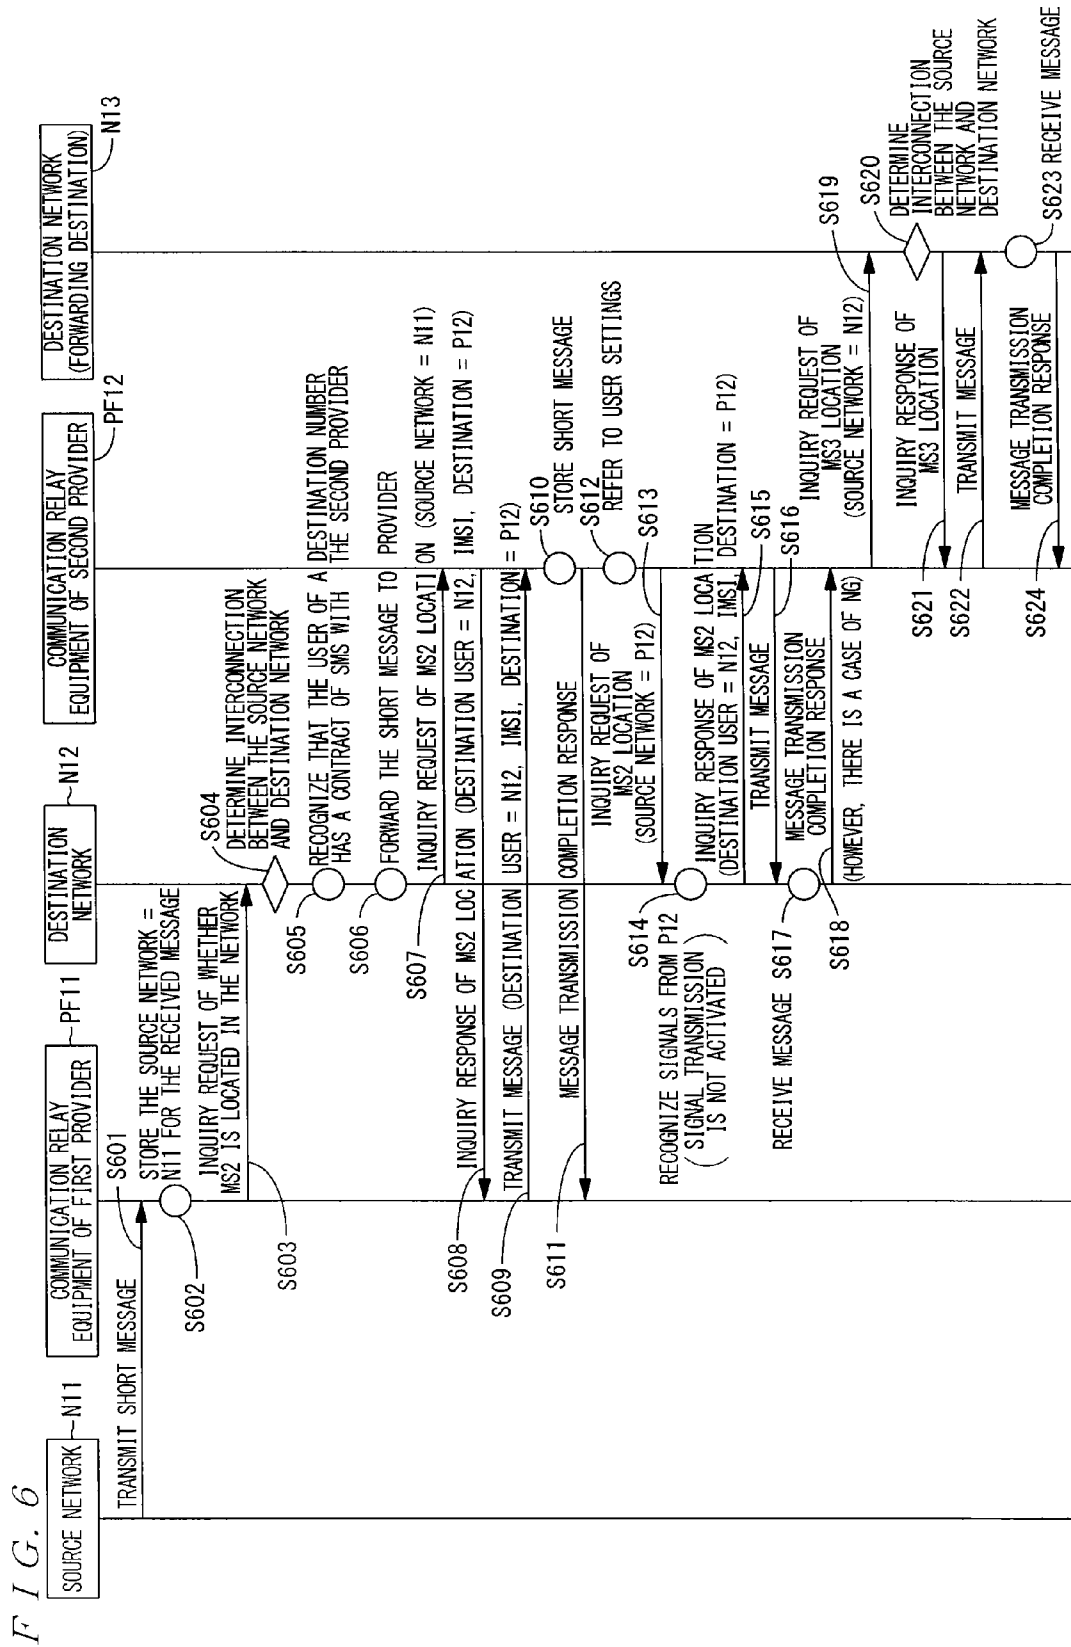 FIG. 6
SOURCE NETWORK
N11
COMMUNICATION RELAY
EQUIPMENT OF FIRST PROVIDER
PF11
DESTINATION
NETWORK
N12
COMMUNICATION RELAY
EQUIPMENT OF SECOND PROVIDER
PF12
DESTINATION NETWORK
(FORWARDING DESTINATION)
N13
TRANSMIT SHORT MESSAGE
S601
STORE THE SOURCE NETWORK =
N11 FOR THE RECEIVED MESSAGE
S602
INQUIRY REQUEST OF WHETHER
MS2 IS LOCATED IN THE NETWORK
S603
S604
DETERMINE INTERCONNECTION
BETWEEN THE SOURCE NETWORK
AND DESTINATION NETWORK
S605
RECOGNIZE THAT THE USER OF A DESTINATION NUMBER
HAS A CONTRACT OF SMS WITH THE SECOND PROVIDER
S606
FORWARD THE SHORT MESSAGE TO PROVIDER
S607
INQUIRY REQUEST OF MS2 LOCATION (SOURCE NETWORK = N11)
S608
INQUIRY RESPONSE OF MS2 LOCATION (DESTINATION USER = N12, IMSI, DESTINATION = P12)
S609
TRANSMIT MESSAGE (DESTINATION USER = N12, IMSI, DESTINATION = P12)
S610
STORE SHORT MESSAGE
S611
MESSAGE TRANSMISSION COMPLETION RESPONSE
S612
REFER TO USER SETTINGS
INQUIRY REQUEST OF
MS2 LOCATION
(SOURCE NETWORK = P12)
S613
S614
RECOGNIZE SIGNALS FROM P12
(SIGNAL TRANSMISSION
IS NOT ACTIVATED)
INQUIRY RESPONSE OF MS2 LOCATION
(DESTINATION USER = N12, IMSI, DESTINATION = P12)
S615
TRANSMIT MESSAGE
S616
RECEIVE MESSAGE S617
MESSAGE TRANSMISSION
COMPLETION RESPONSE
S618
(HOWEVER, THERE IS A CASE OF NG)
INQUIRY REQUEST OF
MS3 LOCATION
(SOURCE NETWORK = N12)
S619
S620
DETERMINE
INTERCONNECTION
BETWEEN THE SOURCE
NETWORK AND
DESTINATION NETWORK
INQUIRY RESPONSE OF
MS3 LOCATION
S621
TRANSMIT MESSAGE
S622
S623 RECEIVE MESSAGE
MESSAGE TRANSMISSION
COMPLETION RESPONSE
S624